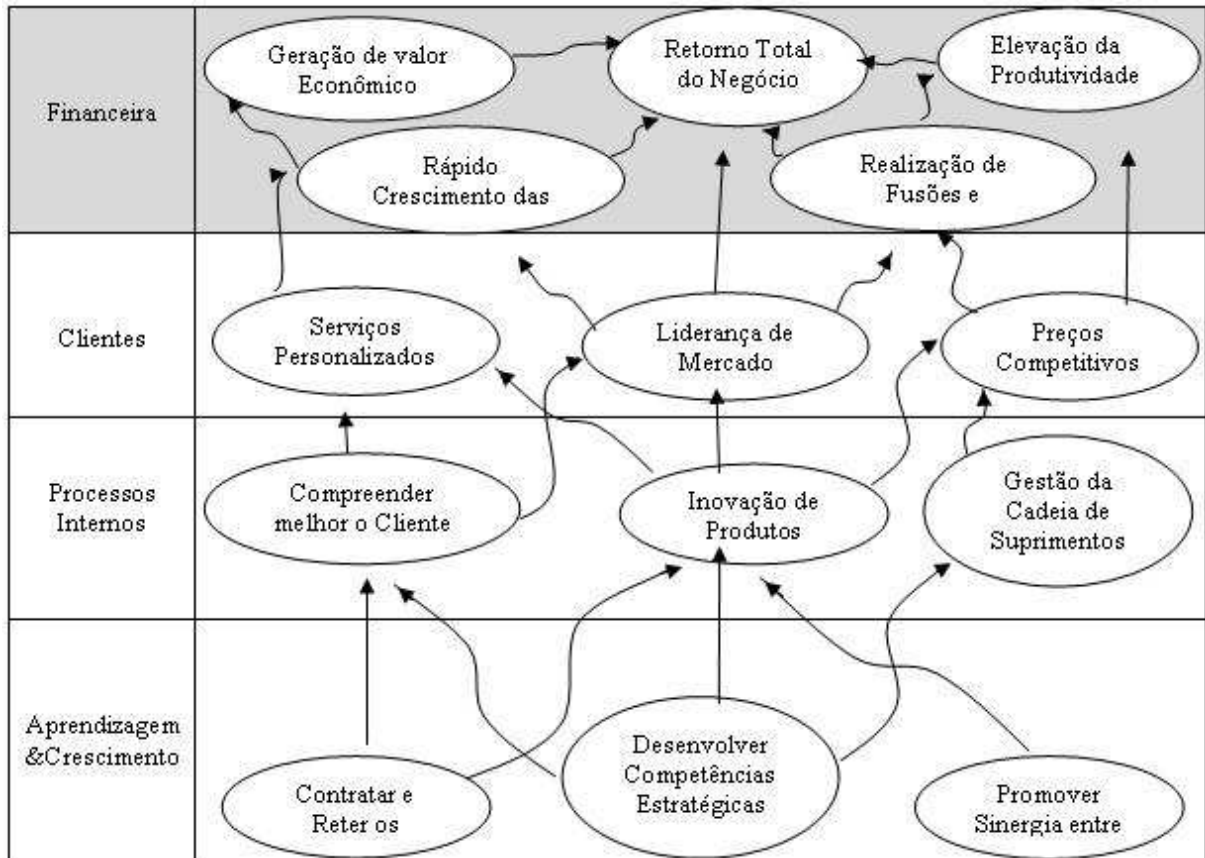 Financeira
Geração de valor
Econômico
Retorno Total
do Negócio
Elevação da
Produtividade
Rápido
Crescimento das
Realização de
Fusões e
Clientes
Serviços
Personalizados
Liderança de
Mercado
Preços
Competitivos
Processos
Internos
Compreender
melhor o Cliente
Inovação de
Produtos
Gestão da
Cadeia de
Suprimentos
Aprendizagem
&Crescimento
Contratar e
Reter os
Desenvolver
Competências
Estratégicas
Promover
Sinergia entre